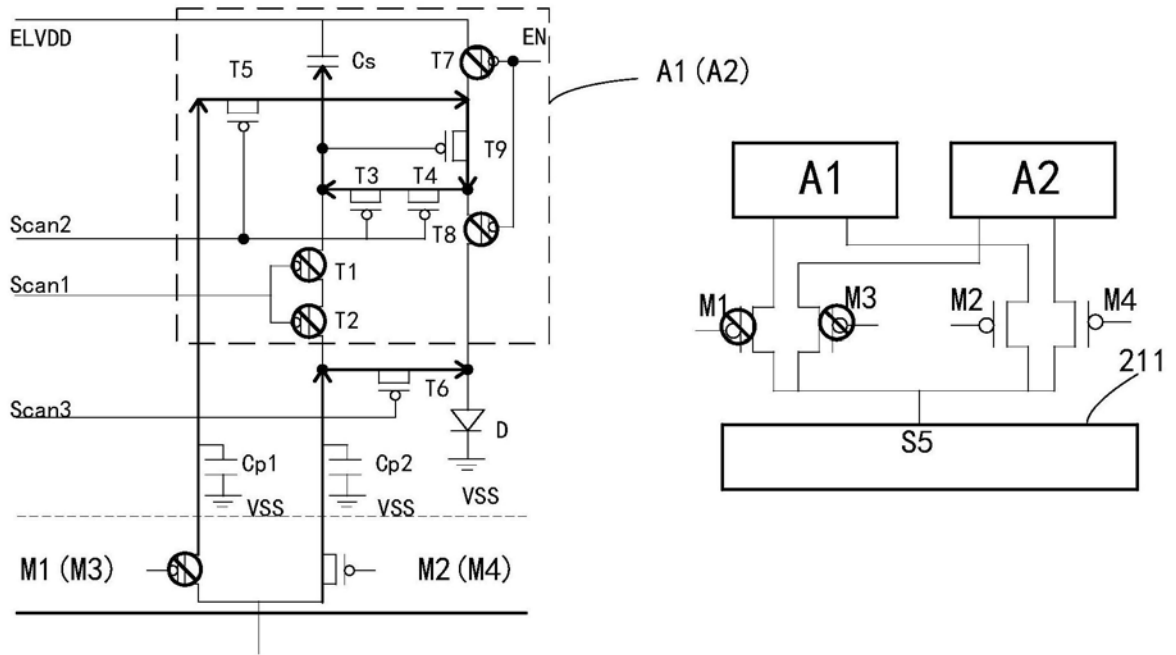 ELVDD
EN
Cs
T7
T5
A1(A2)
T9
T3
T4
A1
A2
Scan2
T8
T1
Scan1
M1
M3
M2
M4
T2
211
T6
Scan3
D
S5
Cp1
Cp2
VSS
VSS
VSS
M1(M3)
M2(M4)